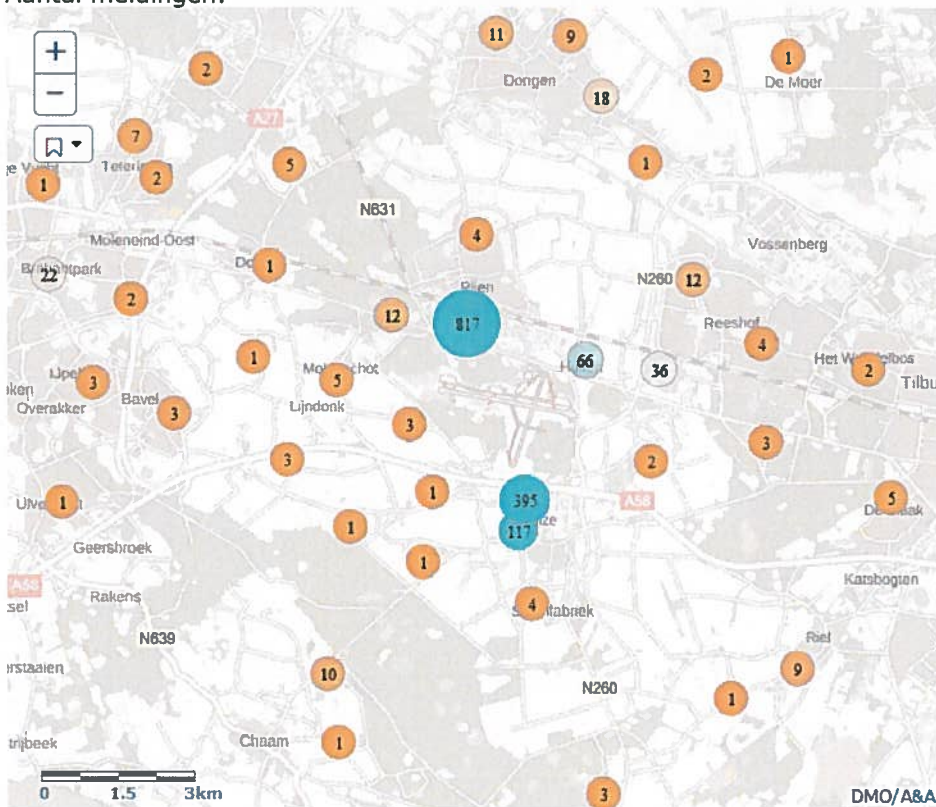 Aantal meldingen:
+
−
11
9
2
Dongen
2
1
De Moer
18
A27
7
5
1
1
2
N631
4
Moleneind-Oost
Vossenberg
22
1
N260
12
2
12
817
Reeshof
4
1
66
36
2
3
5
Overakker
Bavel
3
Lijndonk
3
3
3
2
1
1
395
A58
5
117
1
Geersbroek
1
A58
Rakens
4
Katsbogten
N639
Riel
10
N260
9
1
Chaam
1
0
1.5
3km
3
DMO/A&A